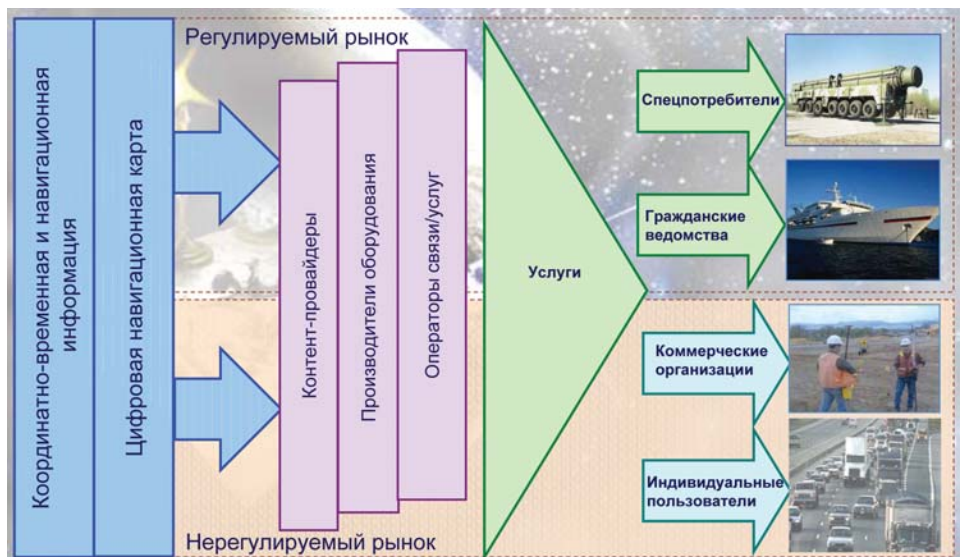 Координатно-временная и навигационная
информация
Цифровая навигационная карта
Регулируемый рынок
Контент-провайдеры
Производители оборудования
Операторы связи/услуг
Услуги
Спецпотребители
Гражданские
ведомства
Коммерческие
организации
Индивидуальные
пользователи
Нерегулируемый рынок